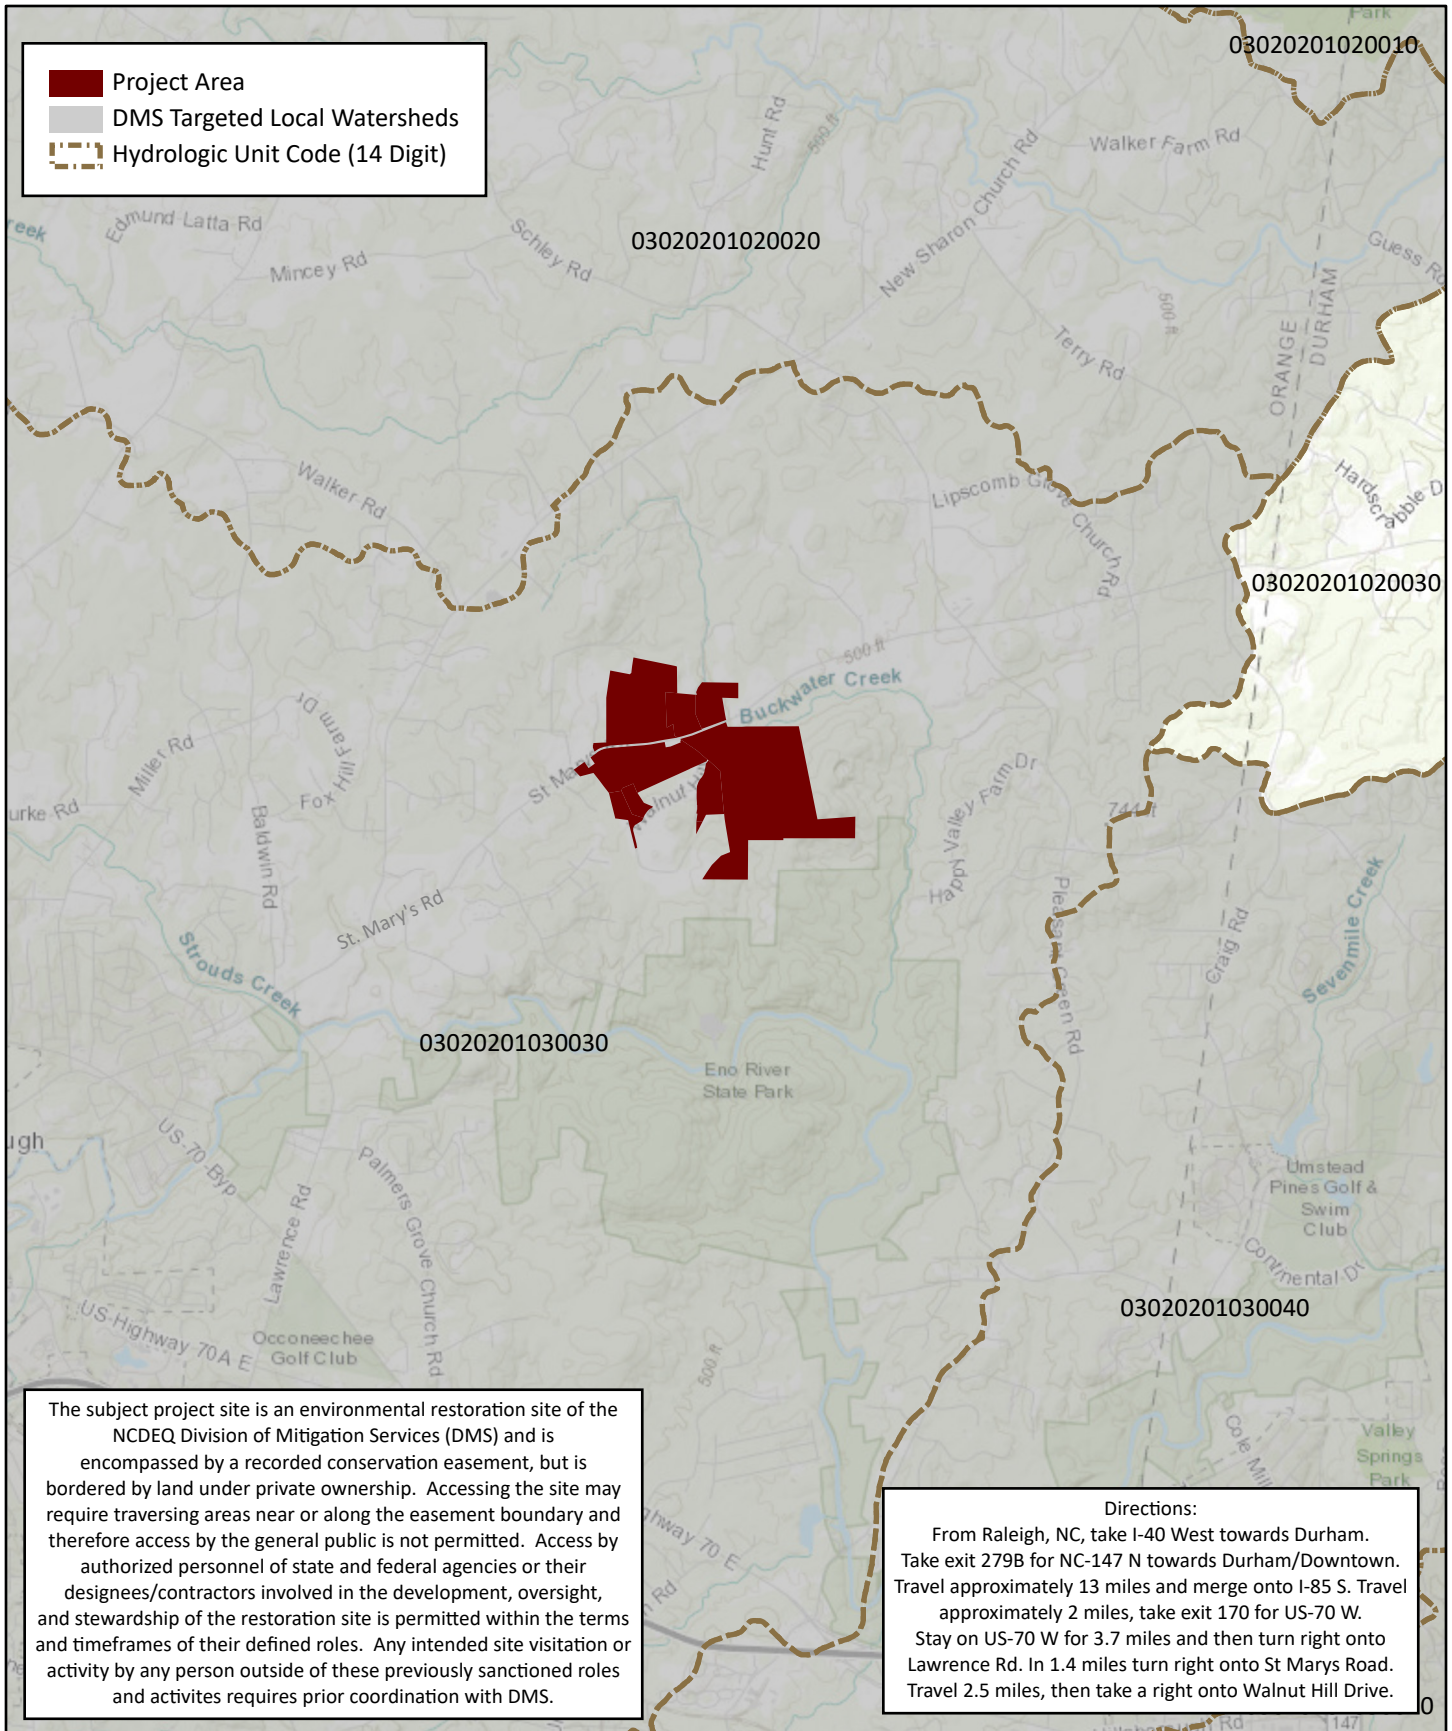 Park
03020201020010
Project Area
DMS Targeted Local Watersheds
Hydrologic Unit Code (14 Digit)
Hunt Rd
500 ft
Walker Farm Rd
New Sharon Church Rd
Edmund Latta Rd
Schley Rd
03020201020020
Mincey Rd
Guess
500 ft
Terry Rd
ORANGE
DURHAM
Walker Rd
Lipscomb Grove Church Rd
Hardscrabble D
03020201020030
500 ft
Buckwater Creek
Fox Hill Farm Dr
Millet Rd
St
Happy Valley Farm Dr
744 ft
Baldwin Rd
St. Mary's Rd
Pleasant Green Rd
Craig Rd
Sevenmile Creek
Strouds Creek
03020201030030
Eno River
State Park
US-70-Byp
Palmers Grove Church Rd
Lawrence Rd
Umstead
Pines Golf &
Swim
Club
Continental Dr
03020201030040
US-Highway 70A E
Occoneechee
Golf Club
500 ft
Valley
Springs
Park
Cole
The subject project site is an environmental restoration site of the
NCDEQ Division of Mitigation Services (DMS) and is
encompassed by a recorded conservation easement, but is
bordered by land under private ownership. Accessing the site may
require traversing areas near or along the easement boundary and
therefore access by the general public is not permitted. Access by
authorized personnel of state and federal agencies or their
designees/contractors involved in the development, oversight,
and stewardship of the restoration site is permitted within the terms
and timeframes of their defined roles. Any intended site visitation or
activity by any person outside of these previously sanctioned roles
and activites requires prior coordination with DMS.
ghway 70 E
Rd
Directions:
From Raleigh, NC, take I-40 West towards Durham.
Take exit 279B for NC-147 N towards Durham/Downtown.
Travel approximately 13 miles and merge onto I-85 S. Travel
approximately 2 miles, take exit 170 for US-70 W.
Stay on US-70 W for 3.7 miles and then turn right onto
Lawrence Rd. In 1.4 miles turn right onto St Marys Road.
Travel 2.5 miles, then take a right onto Walnut Hill Drive.
0
147